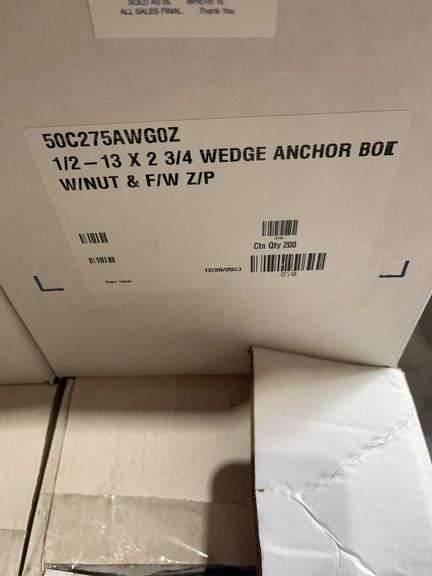 SOLD AS IS. WHERE IS.
ALL SALES FINAL. Thank You
50C275AWG0Z
1/2-13 X 2 3/4 WEDGE ANCHOR BO
W/NUT & F/W Z/P
Ctn Qty 200
12/20/2023